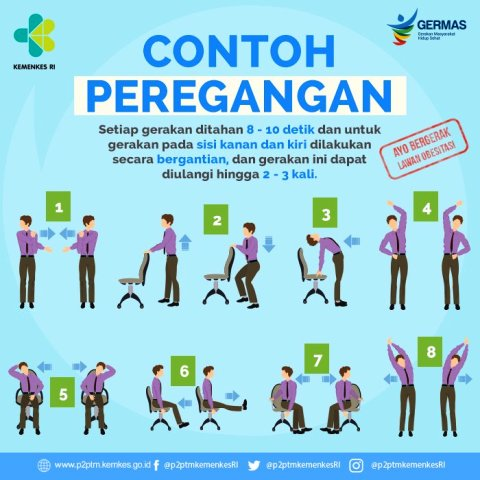 KEMENKES RI
GERMAS
Gerakan Masyarakat
Hidup Sehat
CONTOH
PEREGANGAN
Setiap gerakan ditahan 8 - 10 detik dan untuk
gerakan pada sisi kanan dan kiri dilakukan
secara bergantian, dan gerakan ini dapat
diulangi hingga 2 - 3 kali.
AYO BERGERAK
LAWAN OBESITAS!
1
2
3
4
5
6
7
8
www.p2ptm.kemkes.go.id
@p2ptmkemenkesRI
@p2ptmkemenkesRI
@p2ptmkemenkesRI